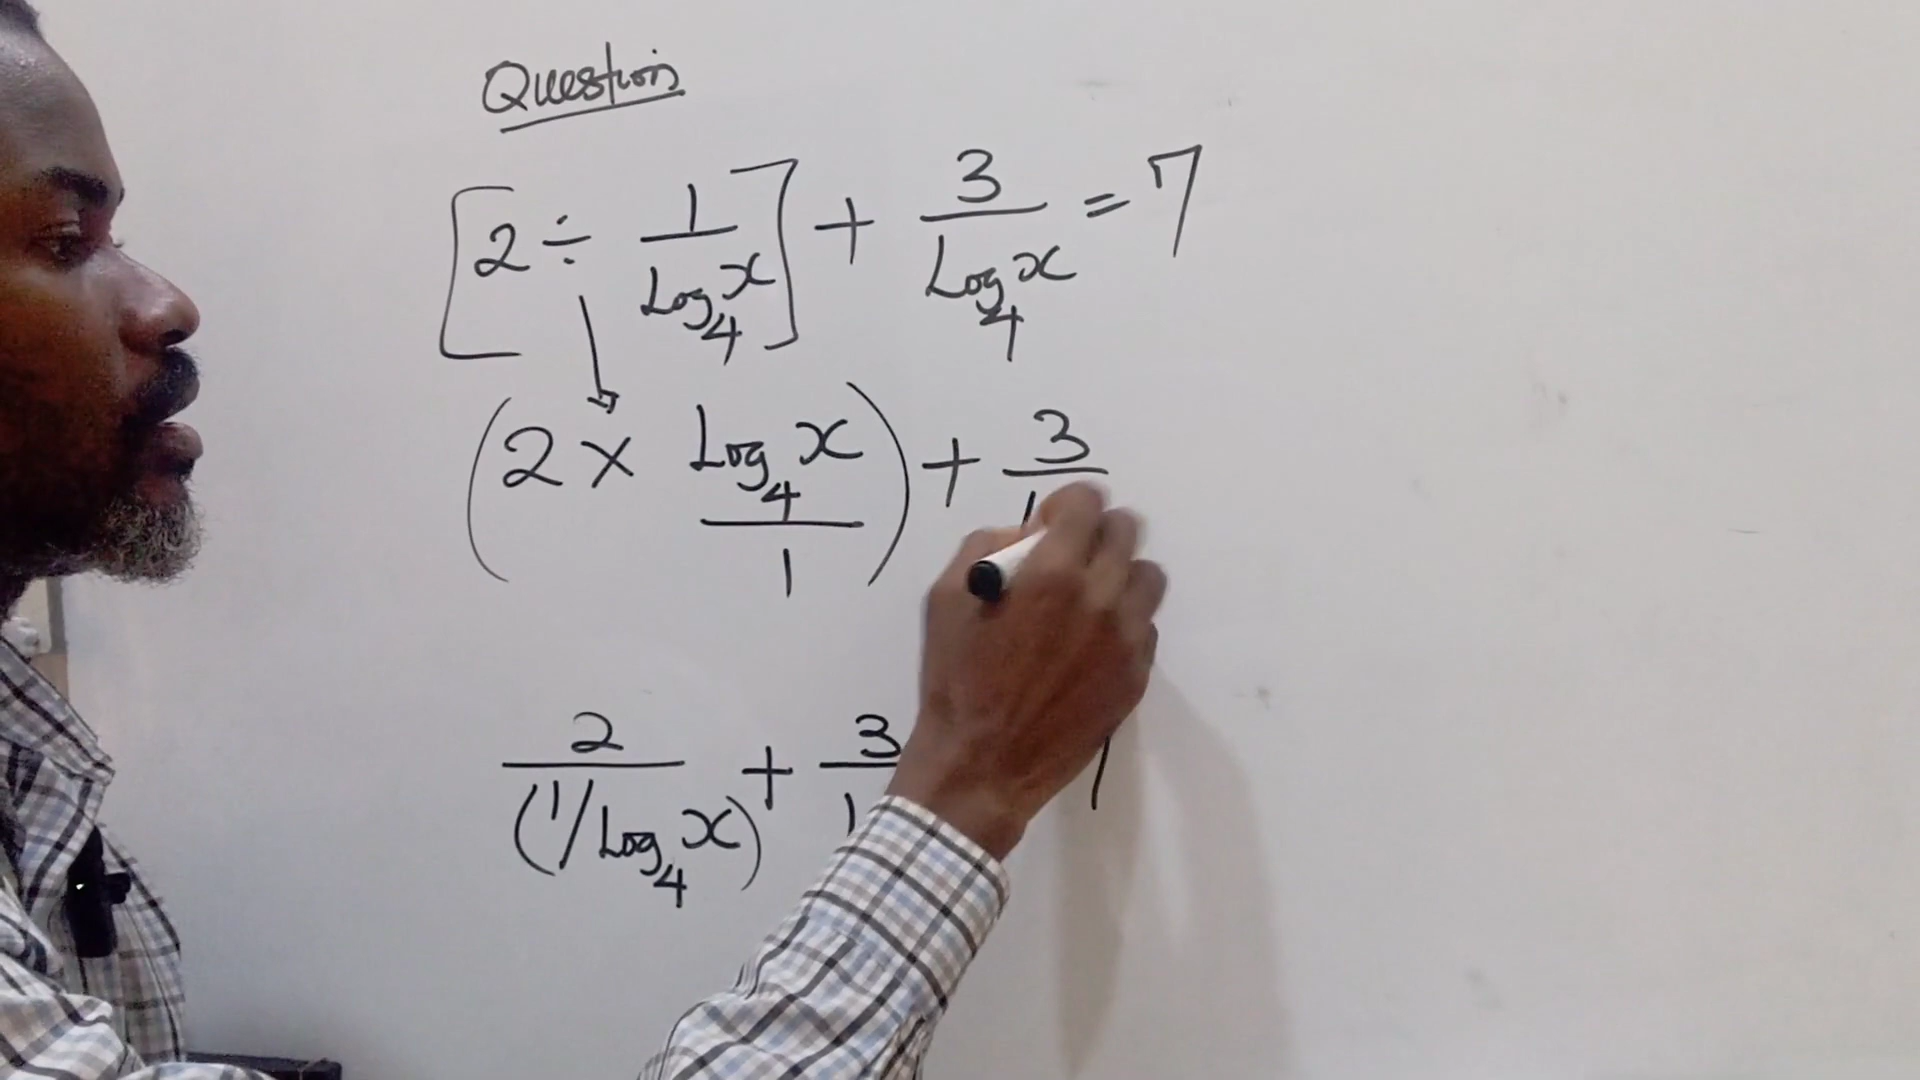 Question
[2 ÷ 1/Log₄x] + 3/Log₄x = 7
(2 × Log₄x/1) + 3/
2/(1/Log₄x) + 3/